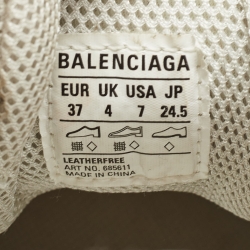 BALENCIAGA
EUR UK USA JP
37 4 7 24.5
LEATHERFREE
ART NO. 685611
MADE IN CHINA